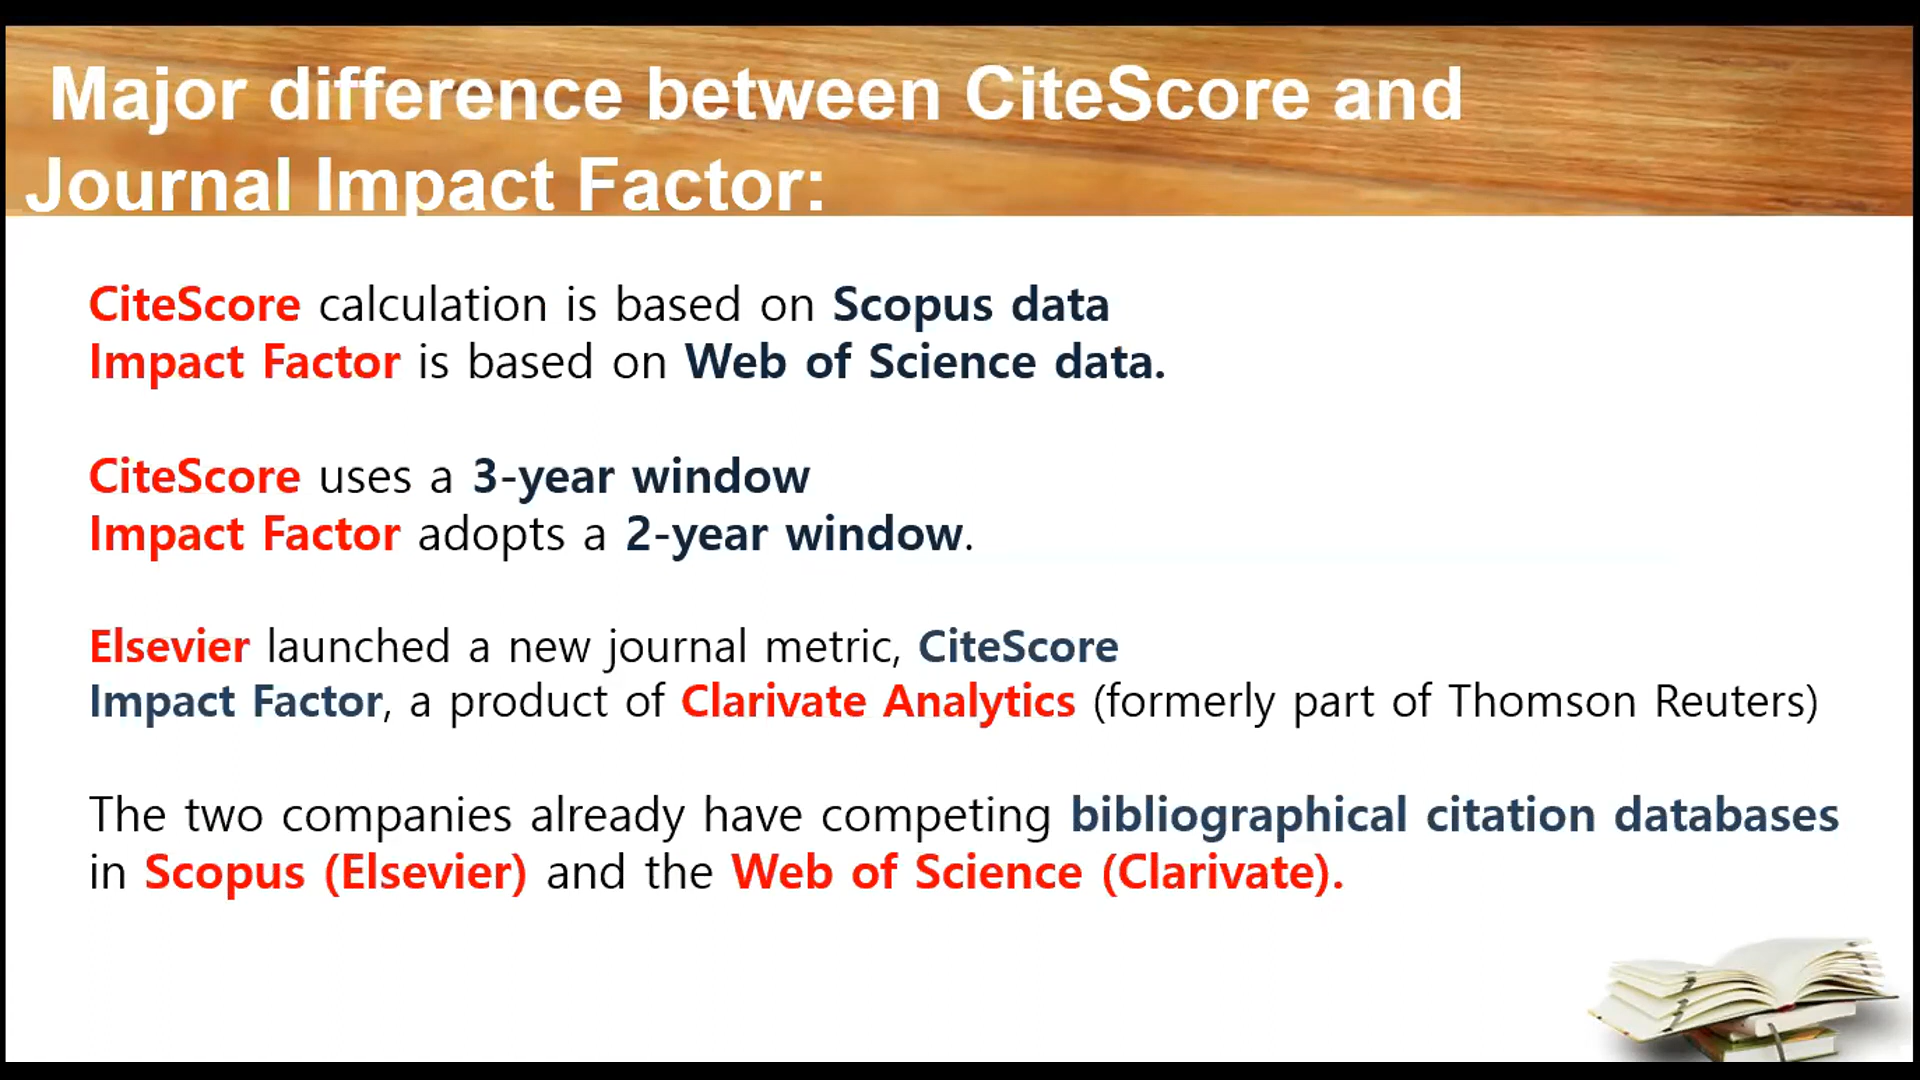 Major difference between CiteScore and
Journal Impact Factor:
CiteScore calculation is based on Scopus data
Impact Factor is based on Web of Science data.
CiteScore uses a 3-year window
Impact Factor adopts a 2-year window.
Elsevier launched a new journal metric, CiteScore
Impact Factor, a product of Clarivate Analytics (formerly part of Thomson Reuters)
The two companies already have competing bibliographical citation databases
in Scopus (Elsevier) and the Web of Science (Clarivate).